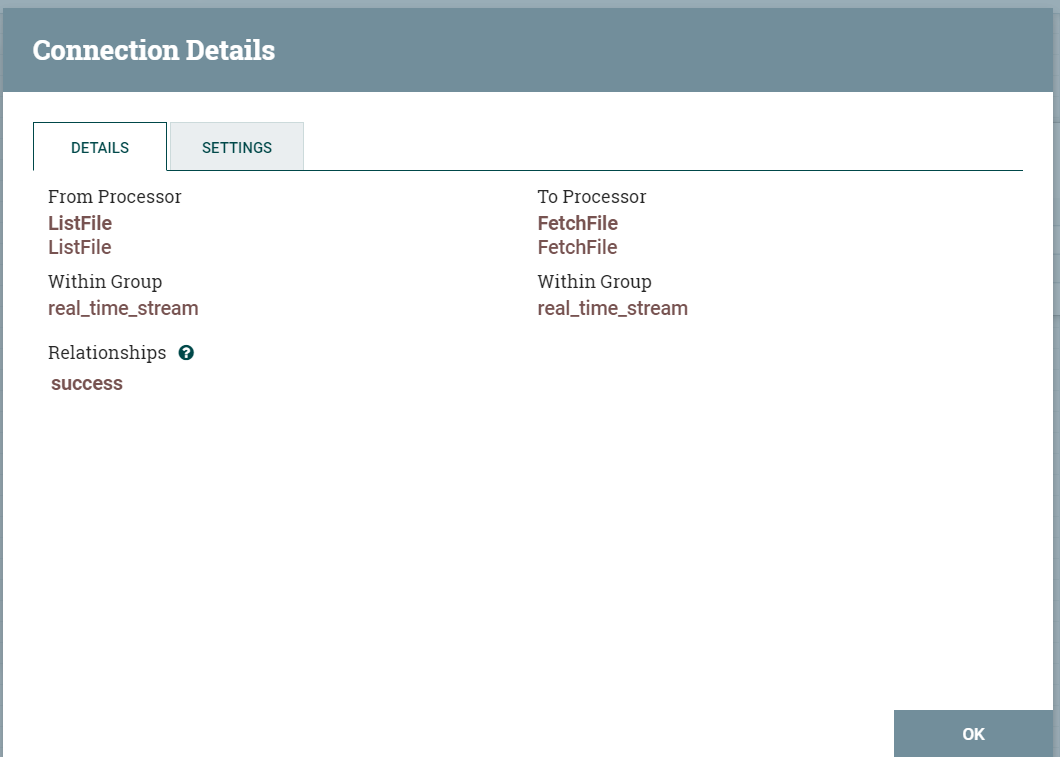 Connection Details
DETAILS
SETTINGS
From Processor
ListFile
ListFile
Within Group
real_time_stream
To Processor
FetchFile
FetchFile
Within Group
real_time_stream
Relationships ?
success
OK